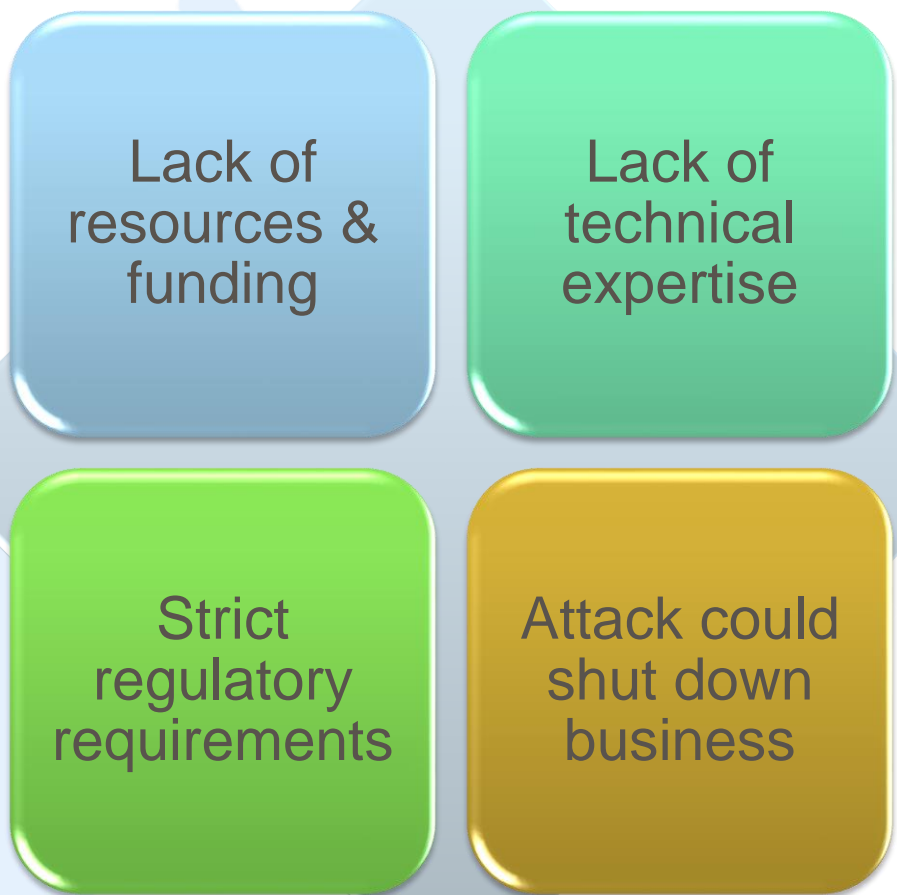 Lack of
resources &
funding
Lack of
technical
expertise
Strict
regulatory
requirements
Attack could
shut down
business